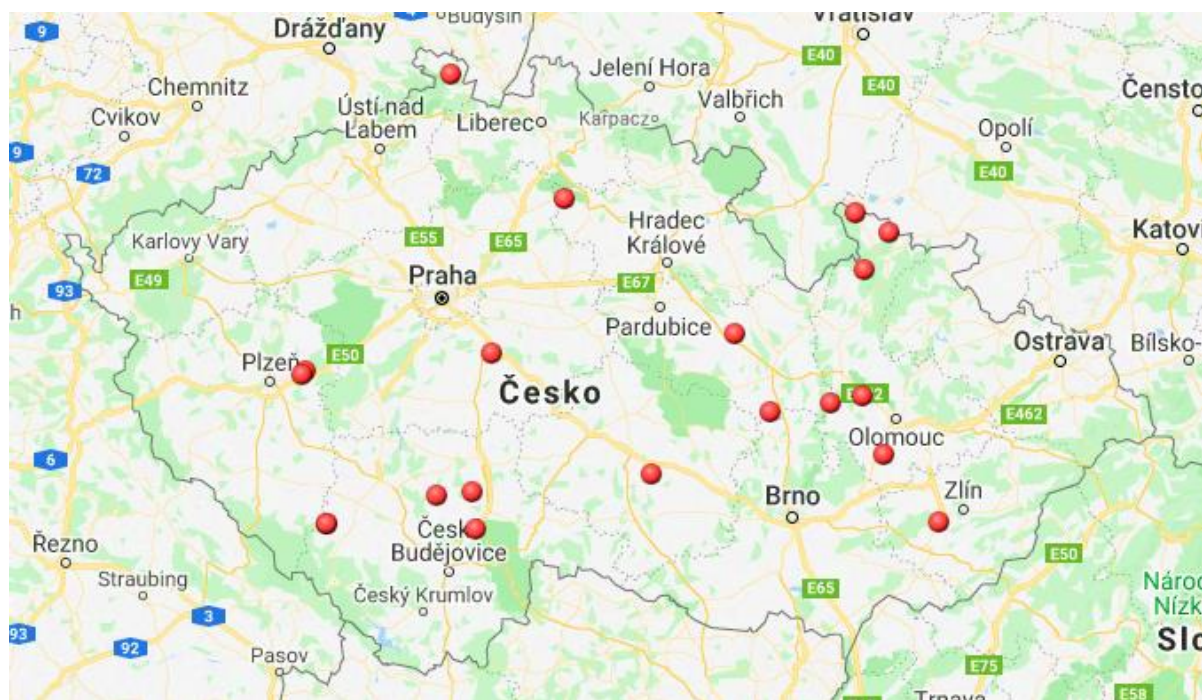 9
4
Budyšín
Vratislav
Drážďany
E40
Jelení Hora
Chemnitz
E40
Čensto
Valbřich
Ústí nad
Labem
Liberec
Karpacz
Cvikov
Opolí
9
72
E40
Hradec
Králové
Karlovy Vary
E55
E65
Katovi
E49
Praha
E67
93
h
Pardubice
Ostrava
Bílsko-
E50
Plzeň
Česko
E462
Olomouc
6
Brno
Zlín
České
Budějovice
Řezno
E50
Straubing
E65
Český Krumlov
Národ
Nízk
3
93
92
Slo
Pasov
E75
Trnava
E58